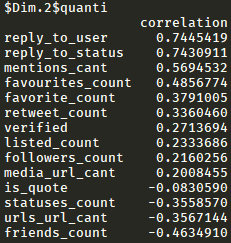 $Dim.2$quanti
correlation
reply_to_user 0.7445419
reply_to_status 0.7430911
mentions_cant 0.5694532
favourites_count 0.4856774
favorite_count 0.3791005
retweet_count 0.3360460
verified 0.2713694
listed_count 0.2333686
followers_count 0.2160256
media_url_cant 0.2008455
is_quote -0.0830590
statuses_count -0.3558570
urls_url_cant -0.3567144
friends_count -0.4634910